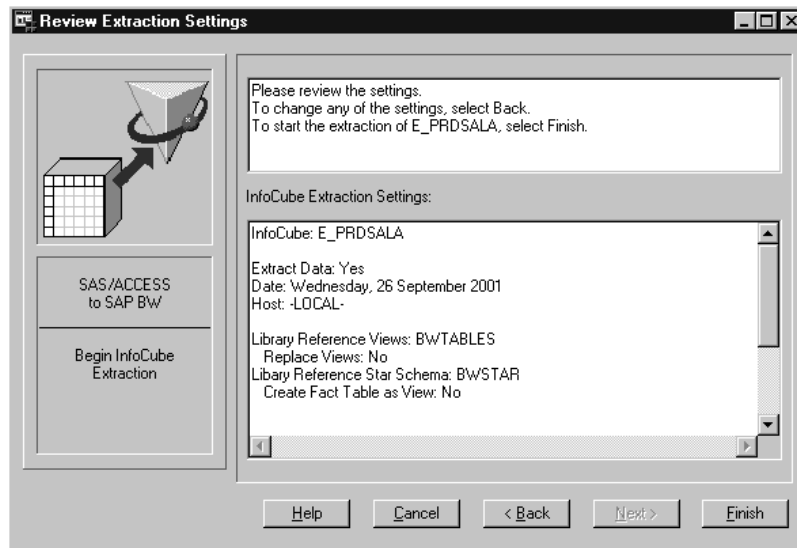 Review Extraction Settings
SAS/ACCESS
to SAP BW
Begin InfoCube
Extraction
Please review the settings.
To change any of the settings, select Back.
To start the extraction of E_PRDSALA, select Finish.
InfoCube Extraction Settings:
InfoCube: E_PRDSALA
Extract Data: Yes
Date: Wednesday, 26 September 2001
Host: -LOCAL-
Library Reference Views: BWTABLES
Replace Views: No
Libary Reference Star Schema: BWSTAR
Create Fact Table as View: No
Help
Cancel
< Back
Next >
Finish